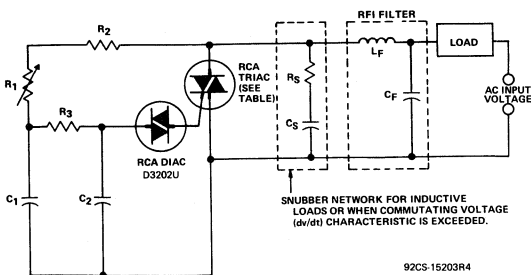 RFI FILTER
R2
LF
LOAD
RCA
TRIAC
(SEE
TABLE)
RS
R1
CF
AC INPUT
VOLTAGE
R3
CS
RCA DIAC
D3202U
C1
C2
SNUBBER NETWORK FOR INDUCTIVE
LOADS OR WHEN COMMUTATING VOLTAGE
(dv/dt) CHARACTERISTIC IS EXCEEDED.
92CS-15203R4